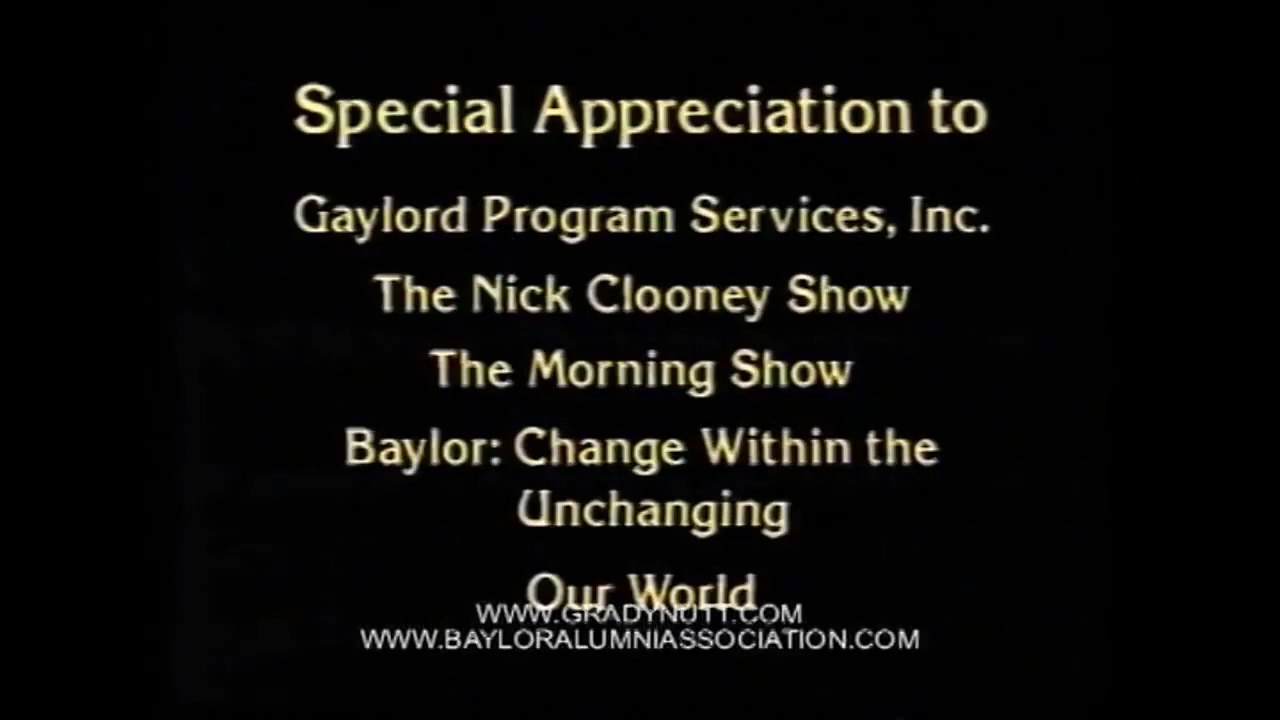 Special Appreciation to
Gaylord Program Services, Inc.
The Nick Clooney Show
The Morning Show
Baylor: Change Within the
Unchanging
Our World
WWW.GRADYNUTT.COM
WWW.BAYLORALUMNIASSOCIATION.COM